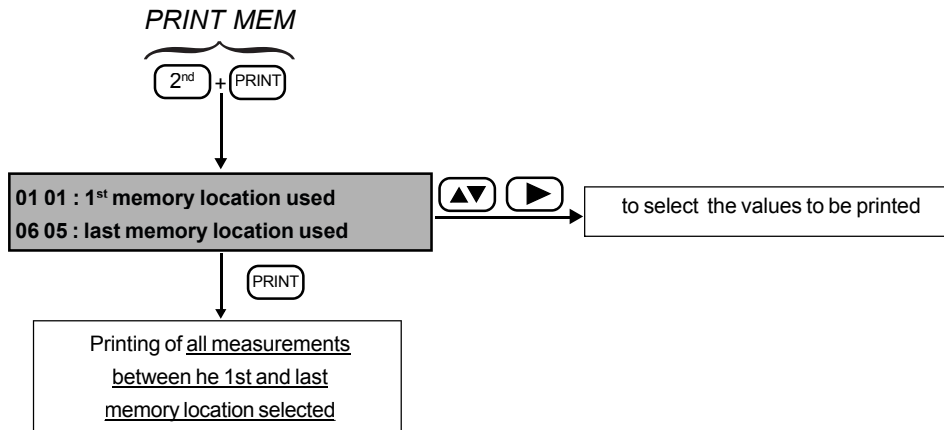 PRINT MEM
2nd + PRINT
01 01 : 1st memory location used
06 05 : last memory location used
▲▼ ▶
to select the values to be printed
PRINT
Printing of all measurements
between he 1st and last
memory location selected